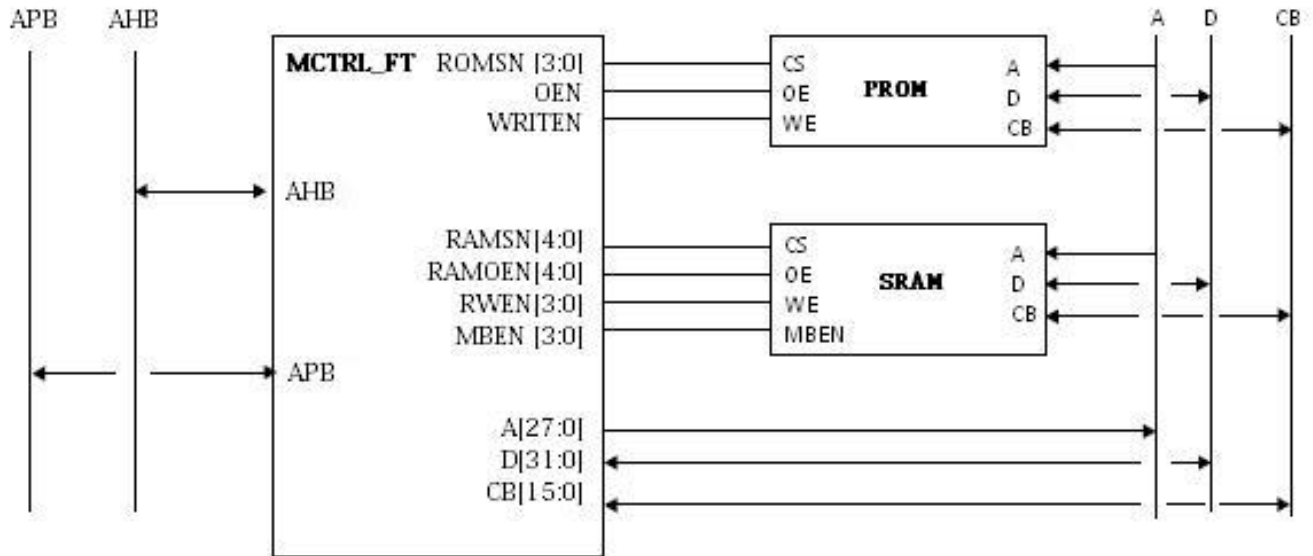 APB AHB A D CB
MCTRL_FT ROMSN [3:0] CS PROM A
OEN OE D
WRITEN WE CB
AHB
RAMSN[4:0] CS SRAM A
RAMOEN[4:0] OE D
RWEN[3:0] WE CB
MBEN [3:0] MBEN
APB
A[27:0]
D[31:0]
CB[15:0]